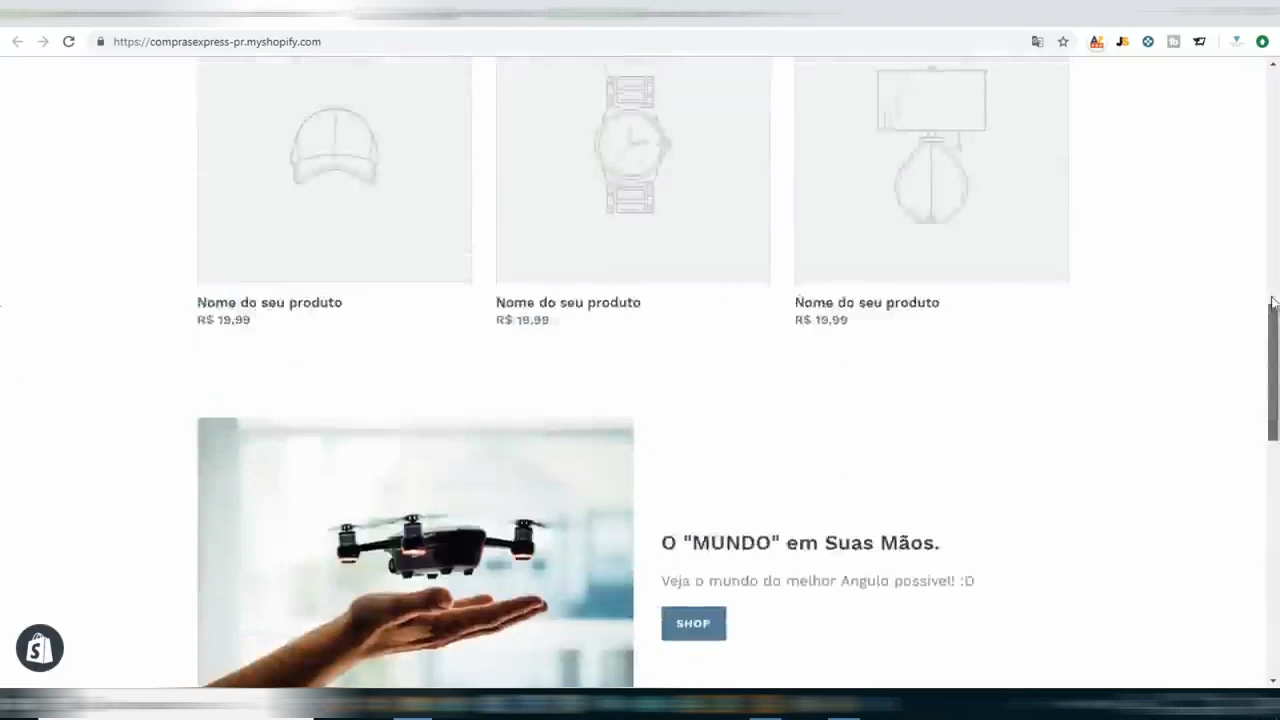 https://comprasexpress-pr.myshopify.com
Nome do seu produto
R$ 19,99
Nome do seu produto
R$ 19,99
Nome do seu produto
R$ 19,99
O "MUNDO" em Suas Mãos.
Veja o mundo do melhor Angulo possivel! :D
SHOP